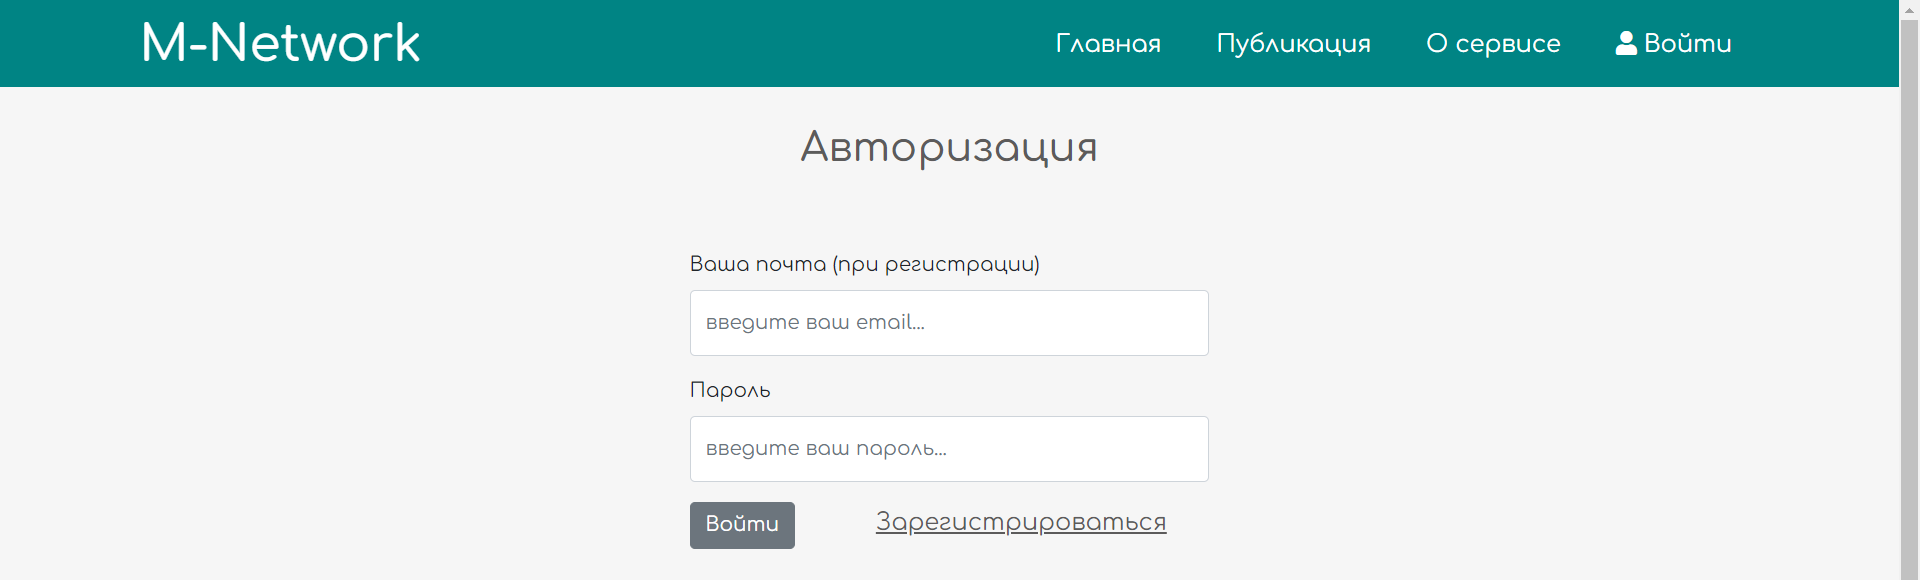 M-Network Главная Публикация О сервисе Войти
Авторизация
Ваша почта (при регистрации)
введите ваш email...
Пароль
введите ваш пароль...
Войти Зарегистрироваться